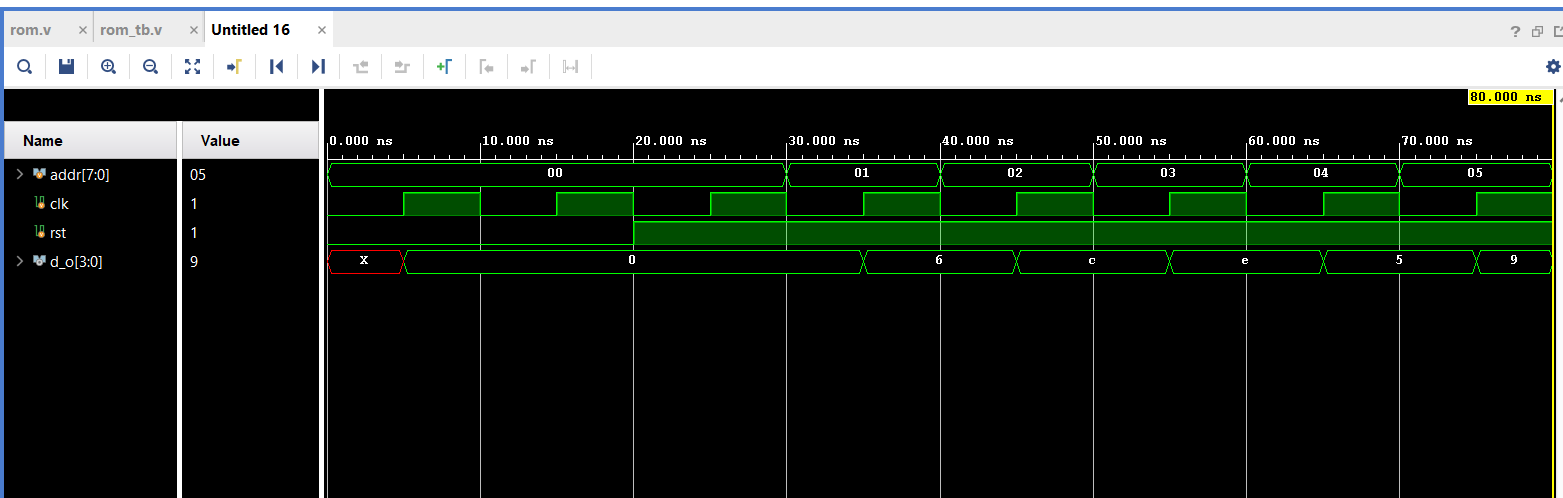 rom.v × rom_tb.v × Untitled 16 ×
?
80.000 ns
Name Value
0.000 ns 10.000 ns 20.000 ns 30.000 ns 40.000 ns 50.000 ns 60.000 ns 70.000 ns
addr[7:0] 05 00 01 02 03 04 05
clk 1
rst 1
d_o[3:0] 9 X 0 6 c e 5 9